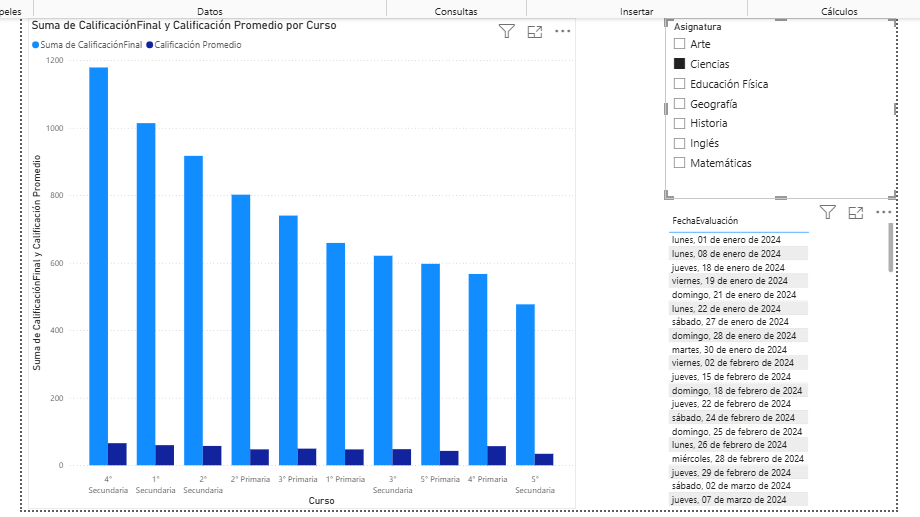 peles
Datos
Consultas
Insertar
Cálculos
Suma de CalificaciónFinal y Calificación Promedio por Curso
Suma de CalificaciónFinal
Calificación Promedio
Suma de CalificaciónFinal y Calificación Promedio
1200
1000
800
600
400
200
0
4° Secundaria
1° Secundaria
2° Secundaria
2° Primaria
3° Primaria
1° Primaria
3° Secundaria
5° Primaria
4° Primaria
5° Secundaria
Curso
Asignatura
Arte
Ciencias
Educación Física
Geografía
Historia
Inglés
Matemáticas
FechaEvaluación
lunes, 01 de enero de 2024
lunes, 08 de enero de 2024
jueves, 18 de enero de 2024
viernes, 19 de enero de 2024
domingo, 21 de enero de 2024
lunes, 22 de enero de 2024
sábado, 27 de enero de 2024
domingo, 28 de enero de 2024
martes, 30 de enero de 2024
viernes, 02 de febrero de 2024
jueves, 15 de febrero de 2024
domingo, 18 de febrero de 2024
jueves, 22 de febrero de 2024
sábado, 24 de febrero de 2024
domingo, 25 de febrero de 2024
lunes, 26 de febrero de 2024
miércoles, 28 de febrero de 2024
jueves, 29 de febrero de 2024
sábado, 02 de marzo de 2024
jueves, 07 de marzo de 2024